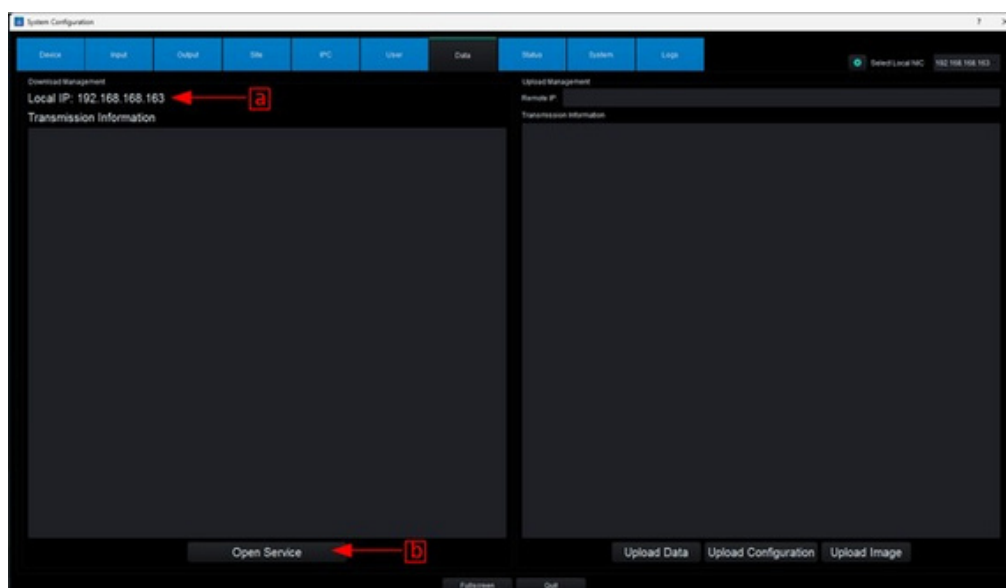 System Configuration ? X
Device Input Output Site IPC User Data Status System Logs
Select Local NIC 192.168.168.163
Download Management
Local IP: 192.168.168.163 a
Transmission Information
Upload Management
Remote IP:
Transmission Information
Open Service b
Upload Data Upload Configuration Upload Image
Fullscreen Quit